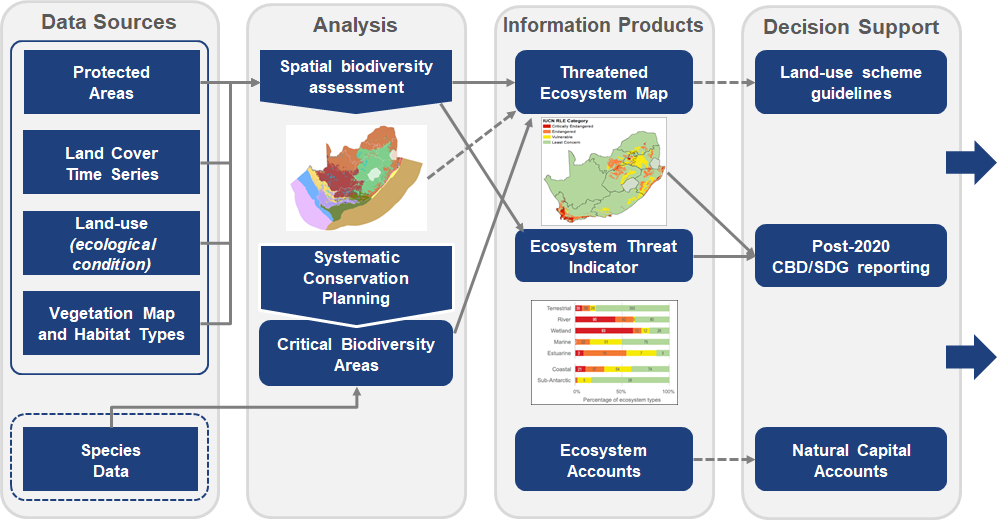 Data Sources
Protected
Areas
Land Cover
Time Series
Land-use
(ecological
condition)
Vegetation Map
and Habitat Types
Species
Data
Analysis
Spatial biodiversity
assessment
Systematic
Conservation
Planning
Critical Biodiversity
Areas
Information Products
Threatened
Ecosystem Map
IUCN RLE Category
Critically Endangered
Endangered
Vulnerable
Least Concern
Ecosystem Threat
Indicator
Terrestrial
River
Wetland
Marine
Estuarine
Coastal
Sub-Antarctic
0% 50% 100%
Percentage of ecosystem types
Ecosystem
Accounts
Decision Support
Land-use scheme
guidelines
Post-2020
CBD/SDG reporting
Natural Capital
Accounts